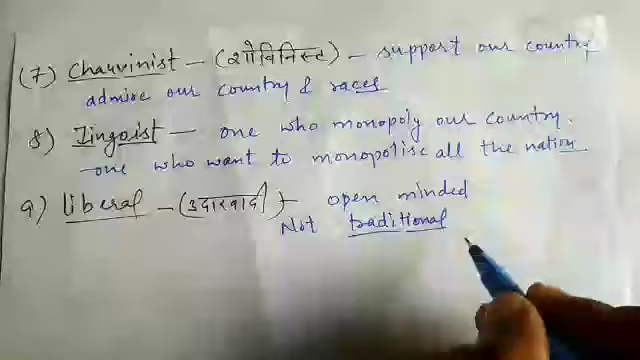 (7) Chauvinist - (शोविनिस्ट) - support our country
admire our country & races
8) Jingoist - one who monopoly our country.
- one who want to monopolise all the nation.
9) liberal - (उदारवादी) - open minded
Not traditional